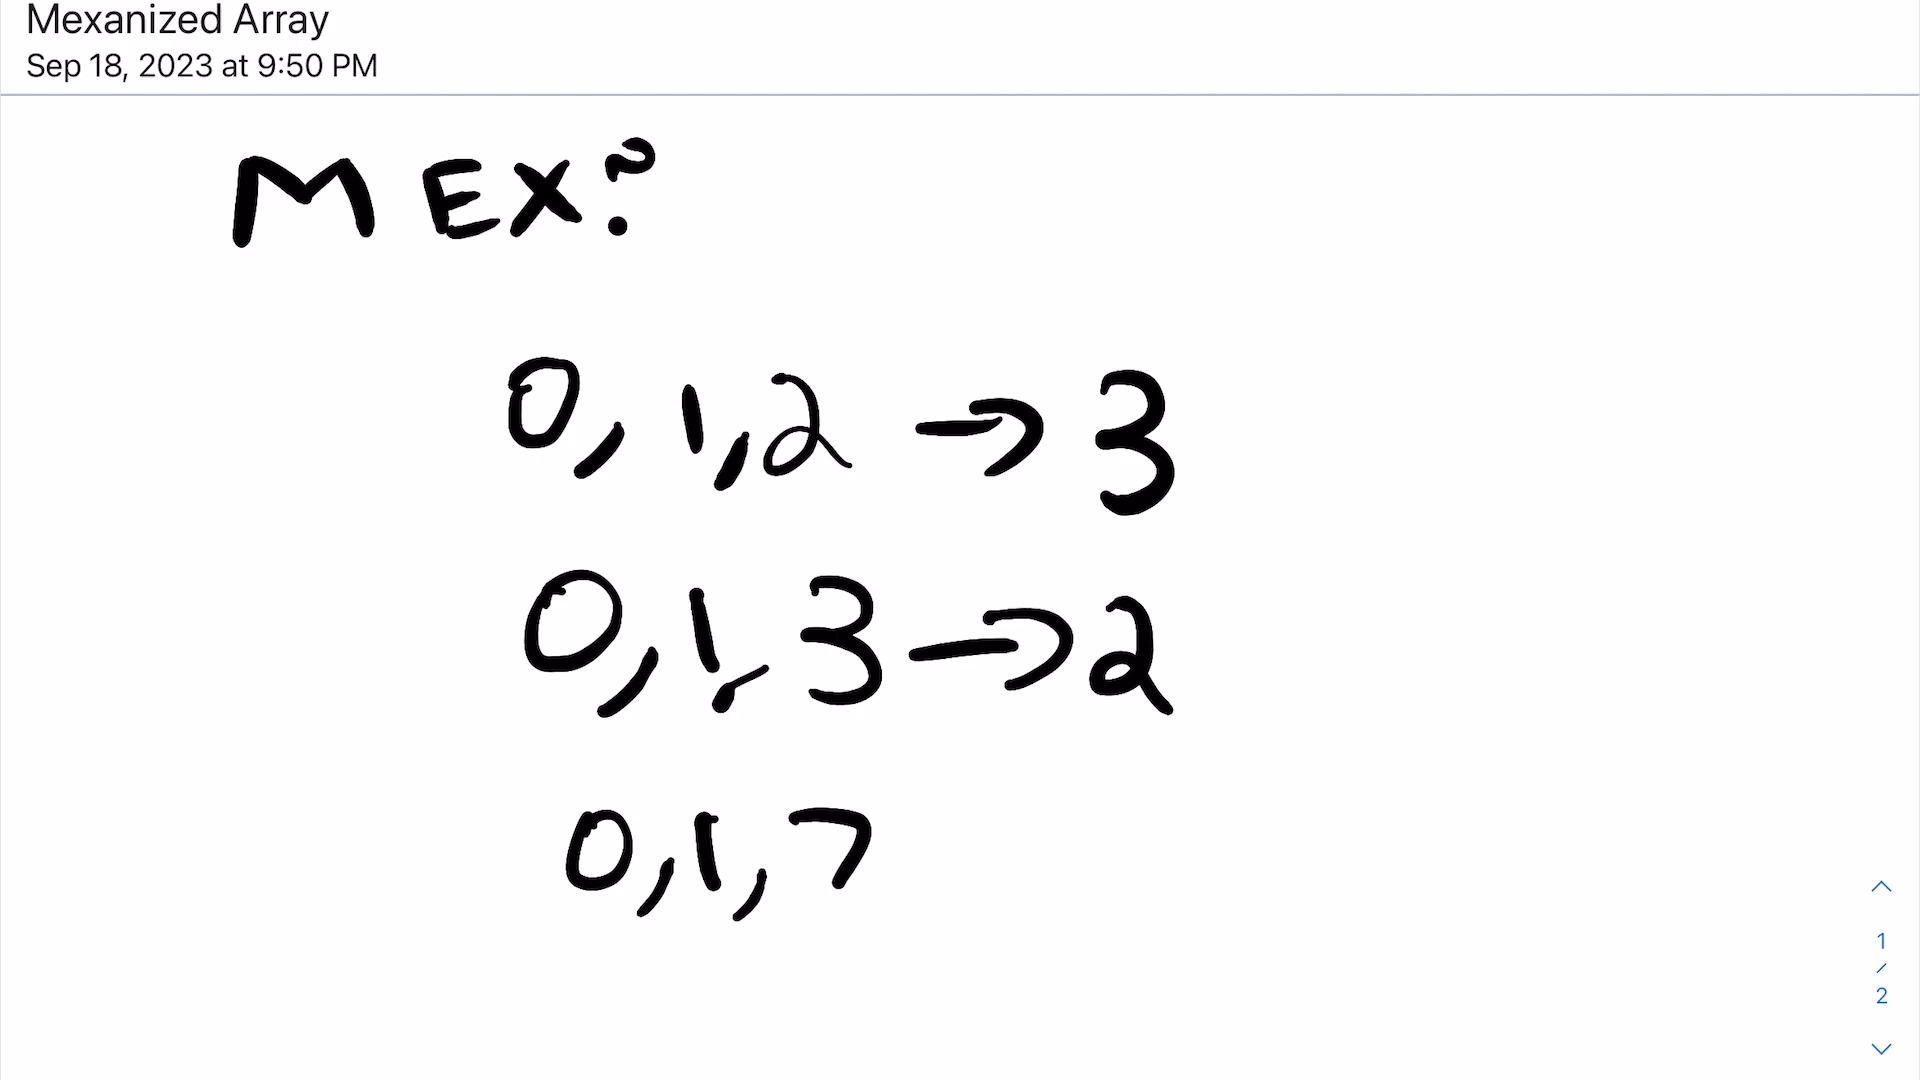 Mexanized Array
Sep 18, 2023 at 9:50 PM
MEX?
0, 1, 2 → 3
0, 1, 3 → 2
0, 1, 7
1
/
2